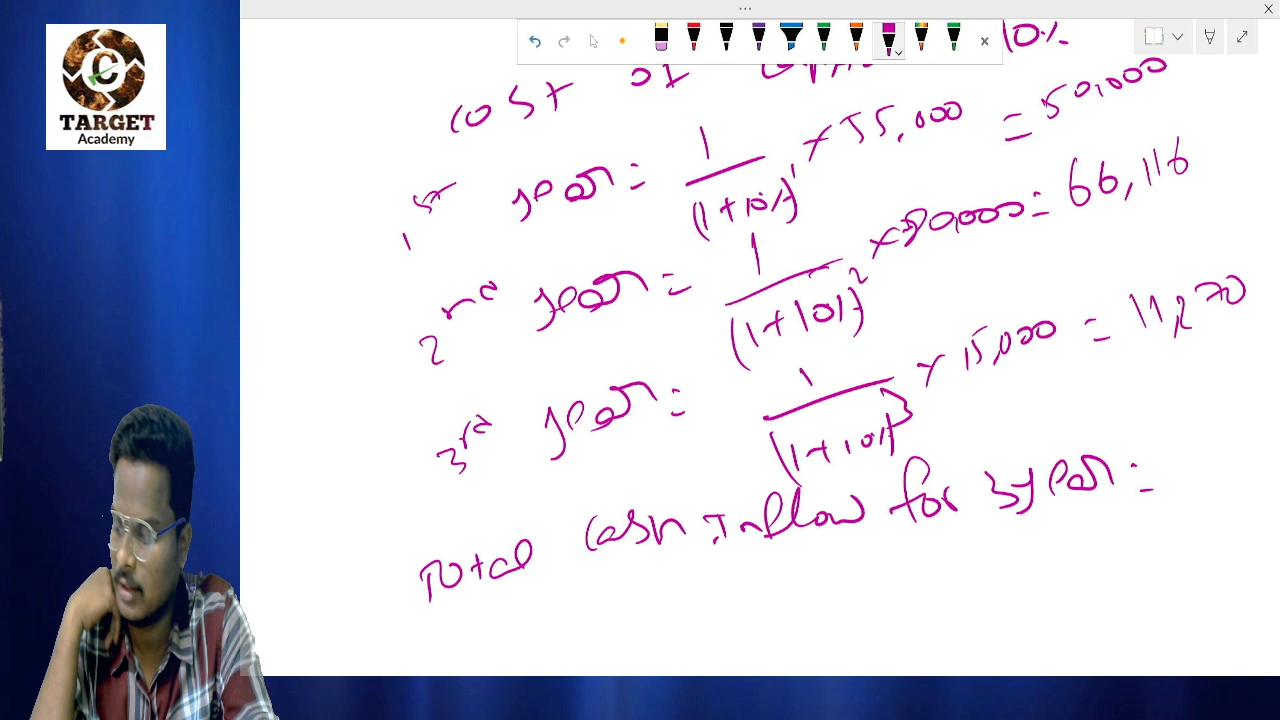 TARGET
Academy
cost of 10%
1st year = 1/(1+10%)^1 × 55,000 = 50,000
2nd year = 1/(1+10%)^2 × 80,000 = 66,116
3rd year = 1/(1+10%)^3 × 15,000 = 11,270
Total Cash Inflow for 3 year =